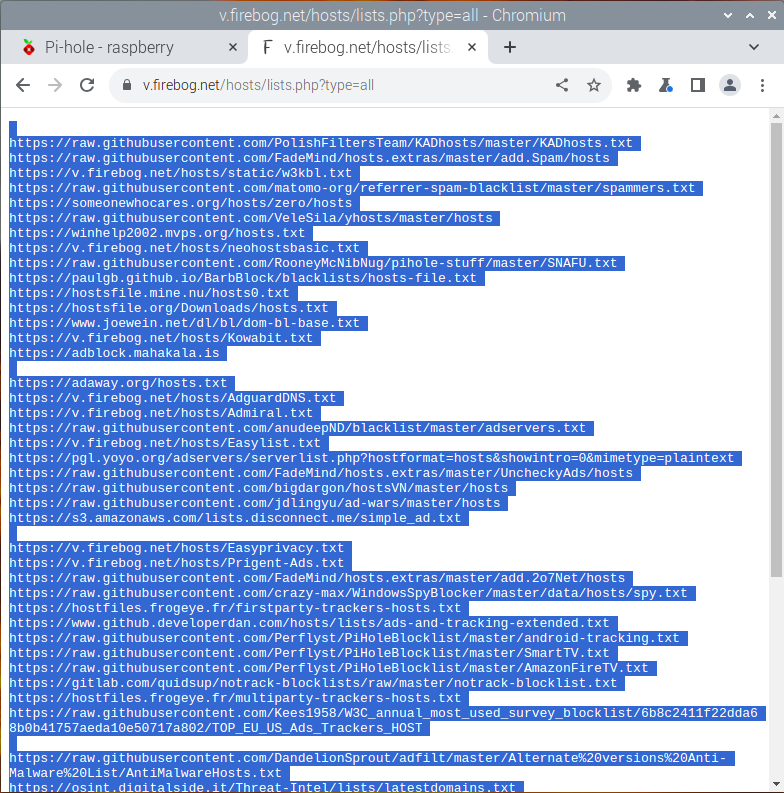 v.firebog.net/hosts/lists.php?type=all - Chromium
Pi-hole - raspberry
v.firebog.net/hosts/lists
v.firebog.net/hosts/lists.php?type=all
https://raw.githubusercontent.com/PolishFiltersTeam/KADhosts/master/KADhosts.txt
https://raw.githubusercontent.com/FadeMind/hosts.extras/master/add.Spam/hosts
https://v.firebog.net/hosts/static/w3kbl.txt
https://raw.githubusercontent.com/matomo-org/referrer-spam-blacklist/master/spammers.txt
https://someonewhocares.org/hosts/zero/hosts
https://raw.githubusercontent.com/VeleSila/yhosts/master/hosts
https://winhelp2002.mvps.org/hosts.txt
https://v.firebog.net/hosts/neohostsbasic.txt
https://raw.githubusercontent.com/RooneyMcNibNug/pihole-stuff/master/SNAFU.txt
https://paulgb.github.io/BarbBlock/blacklists/hosts-file.txt
https://hostsfile.mine.nu/hosts0.txt
https://hostsfile.org/Downloads/hosts.txt
https://www.joewein.net/dl/bl/dom-bl-base.txt
https://v.firebog.net/hosts/Kowabit.txt
https://adblock.mahakala.is
https://adaway.org/hosts.txt
https://v.firebog.net/hosts/AdguardDNS.txt
https://v.firebog.net/hosts/Admiral.txt
https://raw.githubusercontent.com/anudeepND/blacklist/master/adservers.txt
https://v.firebog.net/hosts/Easylist.txt
https://pgl.yoyo.org/adservers/serverlist.php?hostformat=hosts&showintro=0&mimetype=plaintext
https://raw.githubusercontent.com/FadeMind/hosts.extras/master/UncheckyAds/hosts
https://raw.githubusercontent.com/bigdargon/hostsVN/master/hosts
https://raw.githubusercontent.com/jdlingyu/ad-wars/master/hosts
https://s3.amazonaws.com/lists.disconnect.me/simple_ad.txt
https://v.firebog.net/hosts/Easyprivacy.txt
https://v.firebog.net/hosts/Prigent-Ads.txt
https://raw.githubusercontent.com/FadeMind/hosts.extras/master/add.2o7Net/hosts
https://raw.githubusercontent.com/crazy-max/WindowsSpyBlocker/master/data/hosts/spy.txt
https://hostfiles.frogeye.fr/firstparty-trackers-hosts.txt
https://www.github.developerdan.com/hosts/lists/ads-and-tracking-extended.txt
https://raw.githubusercontent.com/Perflyst/PiHoleBlocklist/master/android-tracking.txt
https://raw.githubusercontent.com/Perflyst/PiHoleBlocklist/master/SmartTV.txt
https://raw.githubusercontent.com/Perflyst/PiHoleBlocklist/master/AmazonFireTV.txt
https://gitlab.com/quidsup/notrack-blocklists/raw/master/notrack-blocklist.txt
https://hostfiles.frogeye.fr/multiparty-trackers-hosts.txt
https://raw.githubusercontent.com/Kees1958/W3C_annual_most_used_survey_blocklist/6b8c2411f22dda6
8b0b41757aeda10e50717a802/TOP_EU_US_Ads_Trackers_HOST
https://raw.githubusercontent.com/DandelionSprout/adfilt/master/Alternate%20versions%20Anti-
Malware%20List/AntiMalwareHosts.txt
https://osint.digitalside.it/Threat-Intel/lists/latestdomains.txt